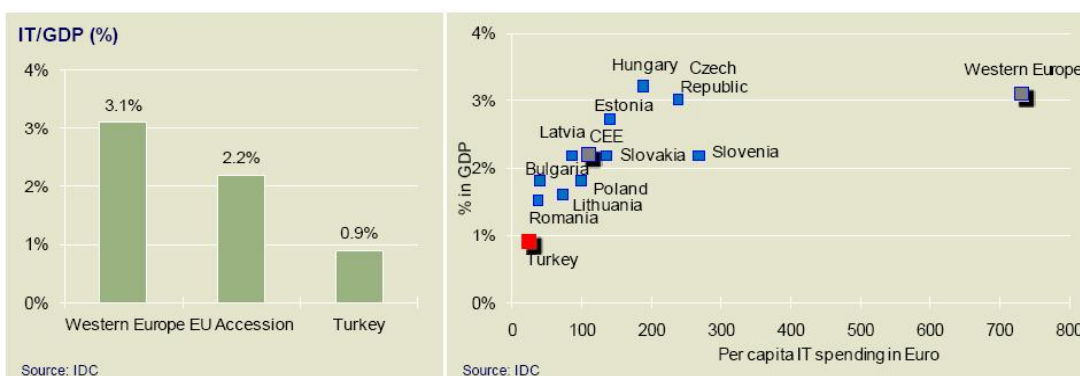 IT/GDP (%)
4%
3%
2%
1%
0%
3.1%
2.2%
0.9%
Western Europe EU Accession Turkey
Source: IDC
4%
3%
2%
1%
0%
% in GDP
Hungary Czech
Republic
Western Europe
Estonia
Latvia CEE
Slovakia Slovenia
Bulgaria
Poland
Lithuania
Romania
Turkey
0 100 200 300 400 500 600 700 800
Per capita IT spending in Euro
Source: IDC